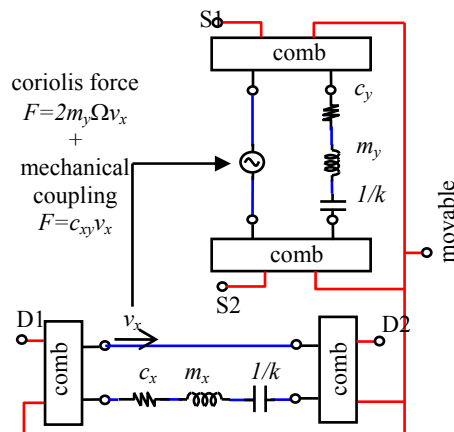 S1
comb
coriolis force
F=2m_yΩv_x
+
mechanical
coupling
F=c_xyv_x
c_y
m_y
1/k
movable
comb
S2
D1
v_x
D2
comb
c_x
m_x
1/k
comb